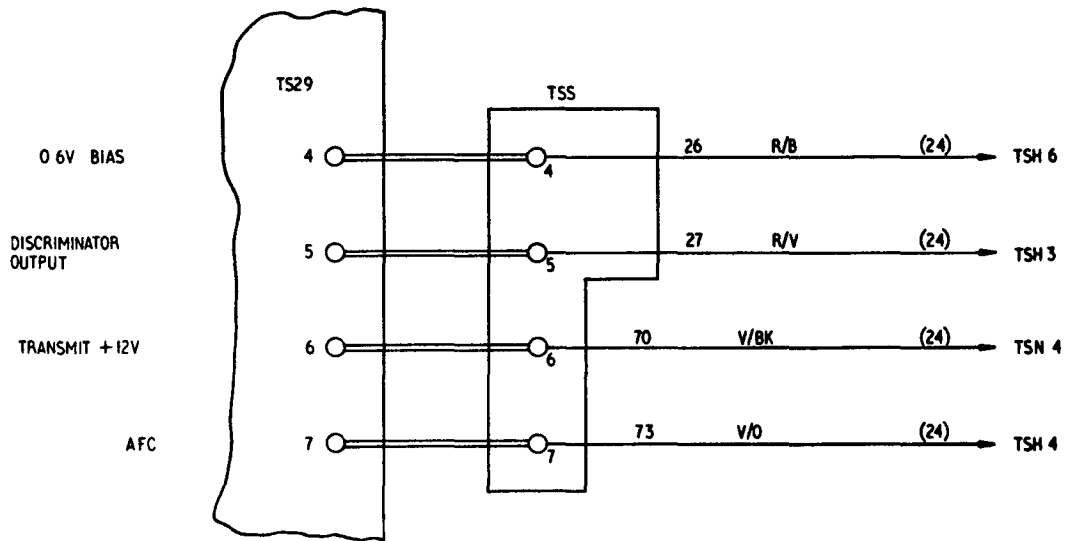 TS29
TSS
0 6V BIAS 4 4 26 R/B (24) TSH 6
DISCRIMINATOR
OUTPUT 5 5 27 R/V (24) TSH 3
TRANSMIT +12V 6 6 70 V/BK (24) TSN 4
AFC 7 7 73 V/O (24) TSH 4